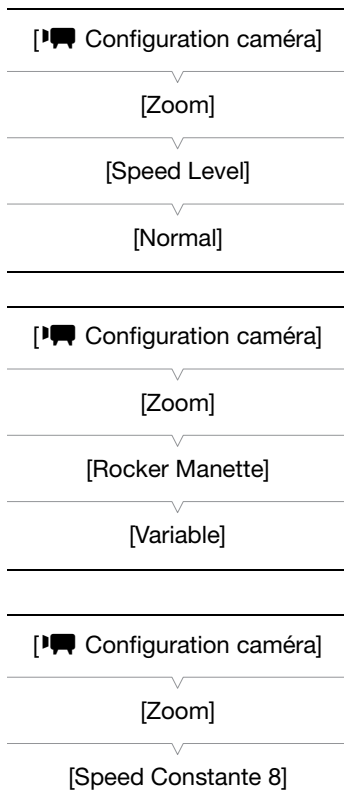 [ Configuration caméra]
[Zoom]
[Speed Level]
[Normal]
[ Configuration caméra]
[Zoom]
[Rocker Manette]
[Variable]
[ Configuration caméra]
[Zoom]
[Speed Constante 8]